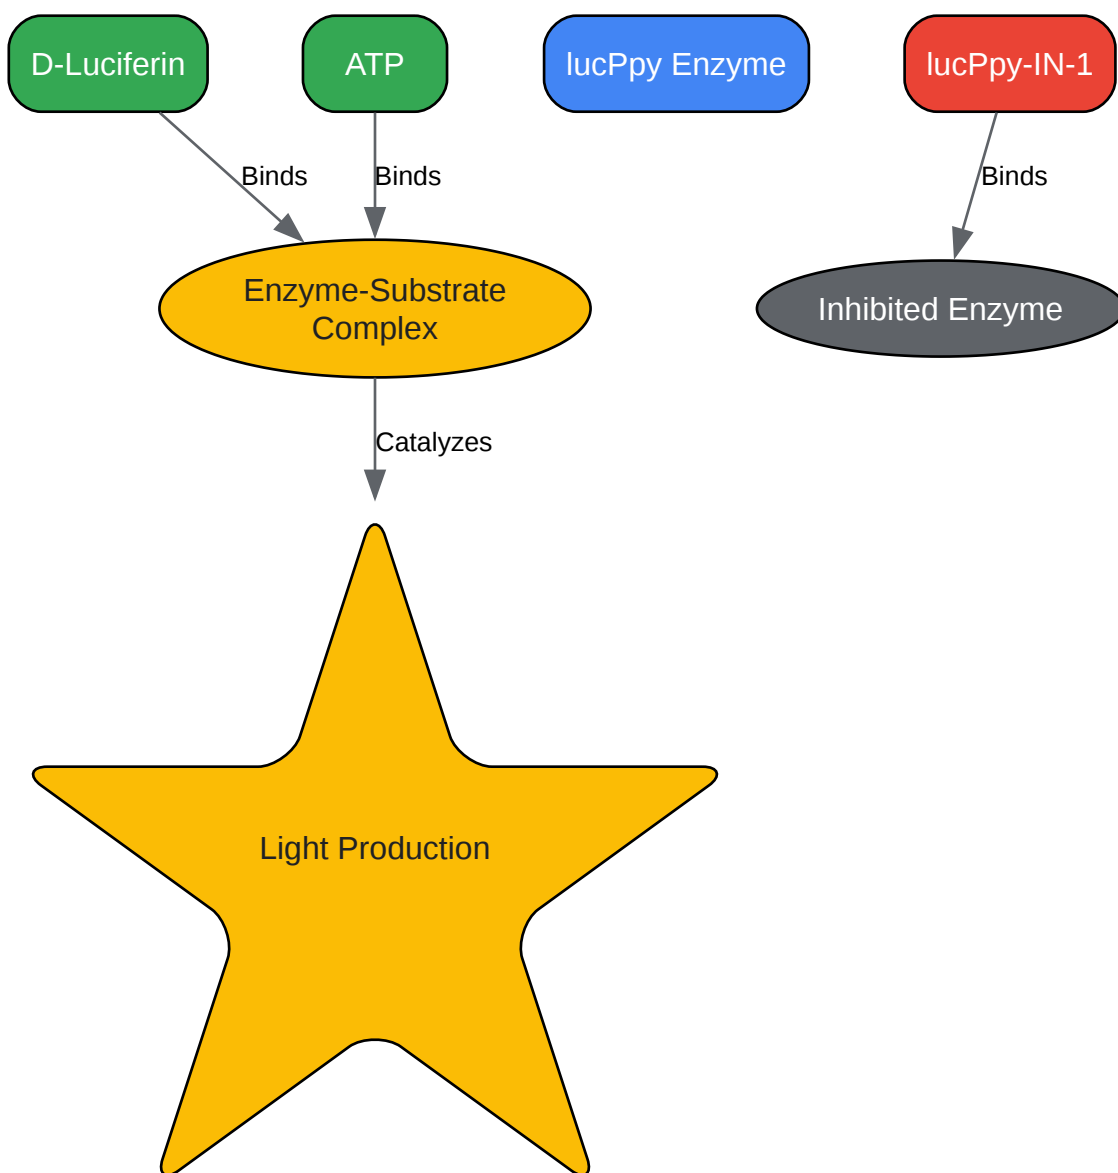 D-Luciferin
ATP
lucPpy Enzyme
lucPpy-IN-1
Binds
Binds
Binds
Enzyme-Substrate
Complex
Inhibited Enzyme
Catalyzes
Light Production